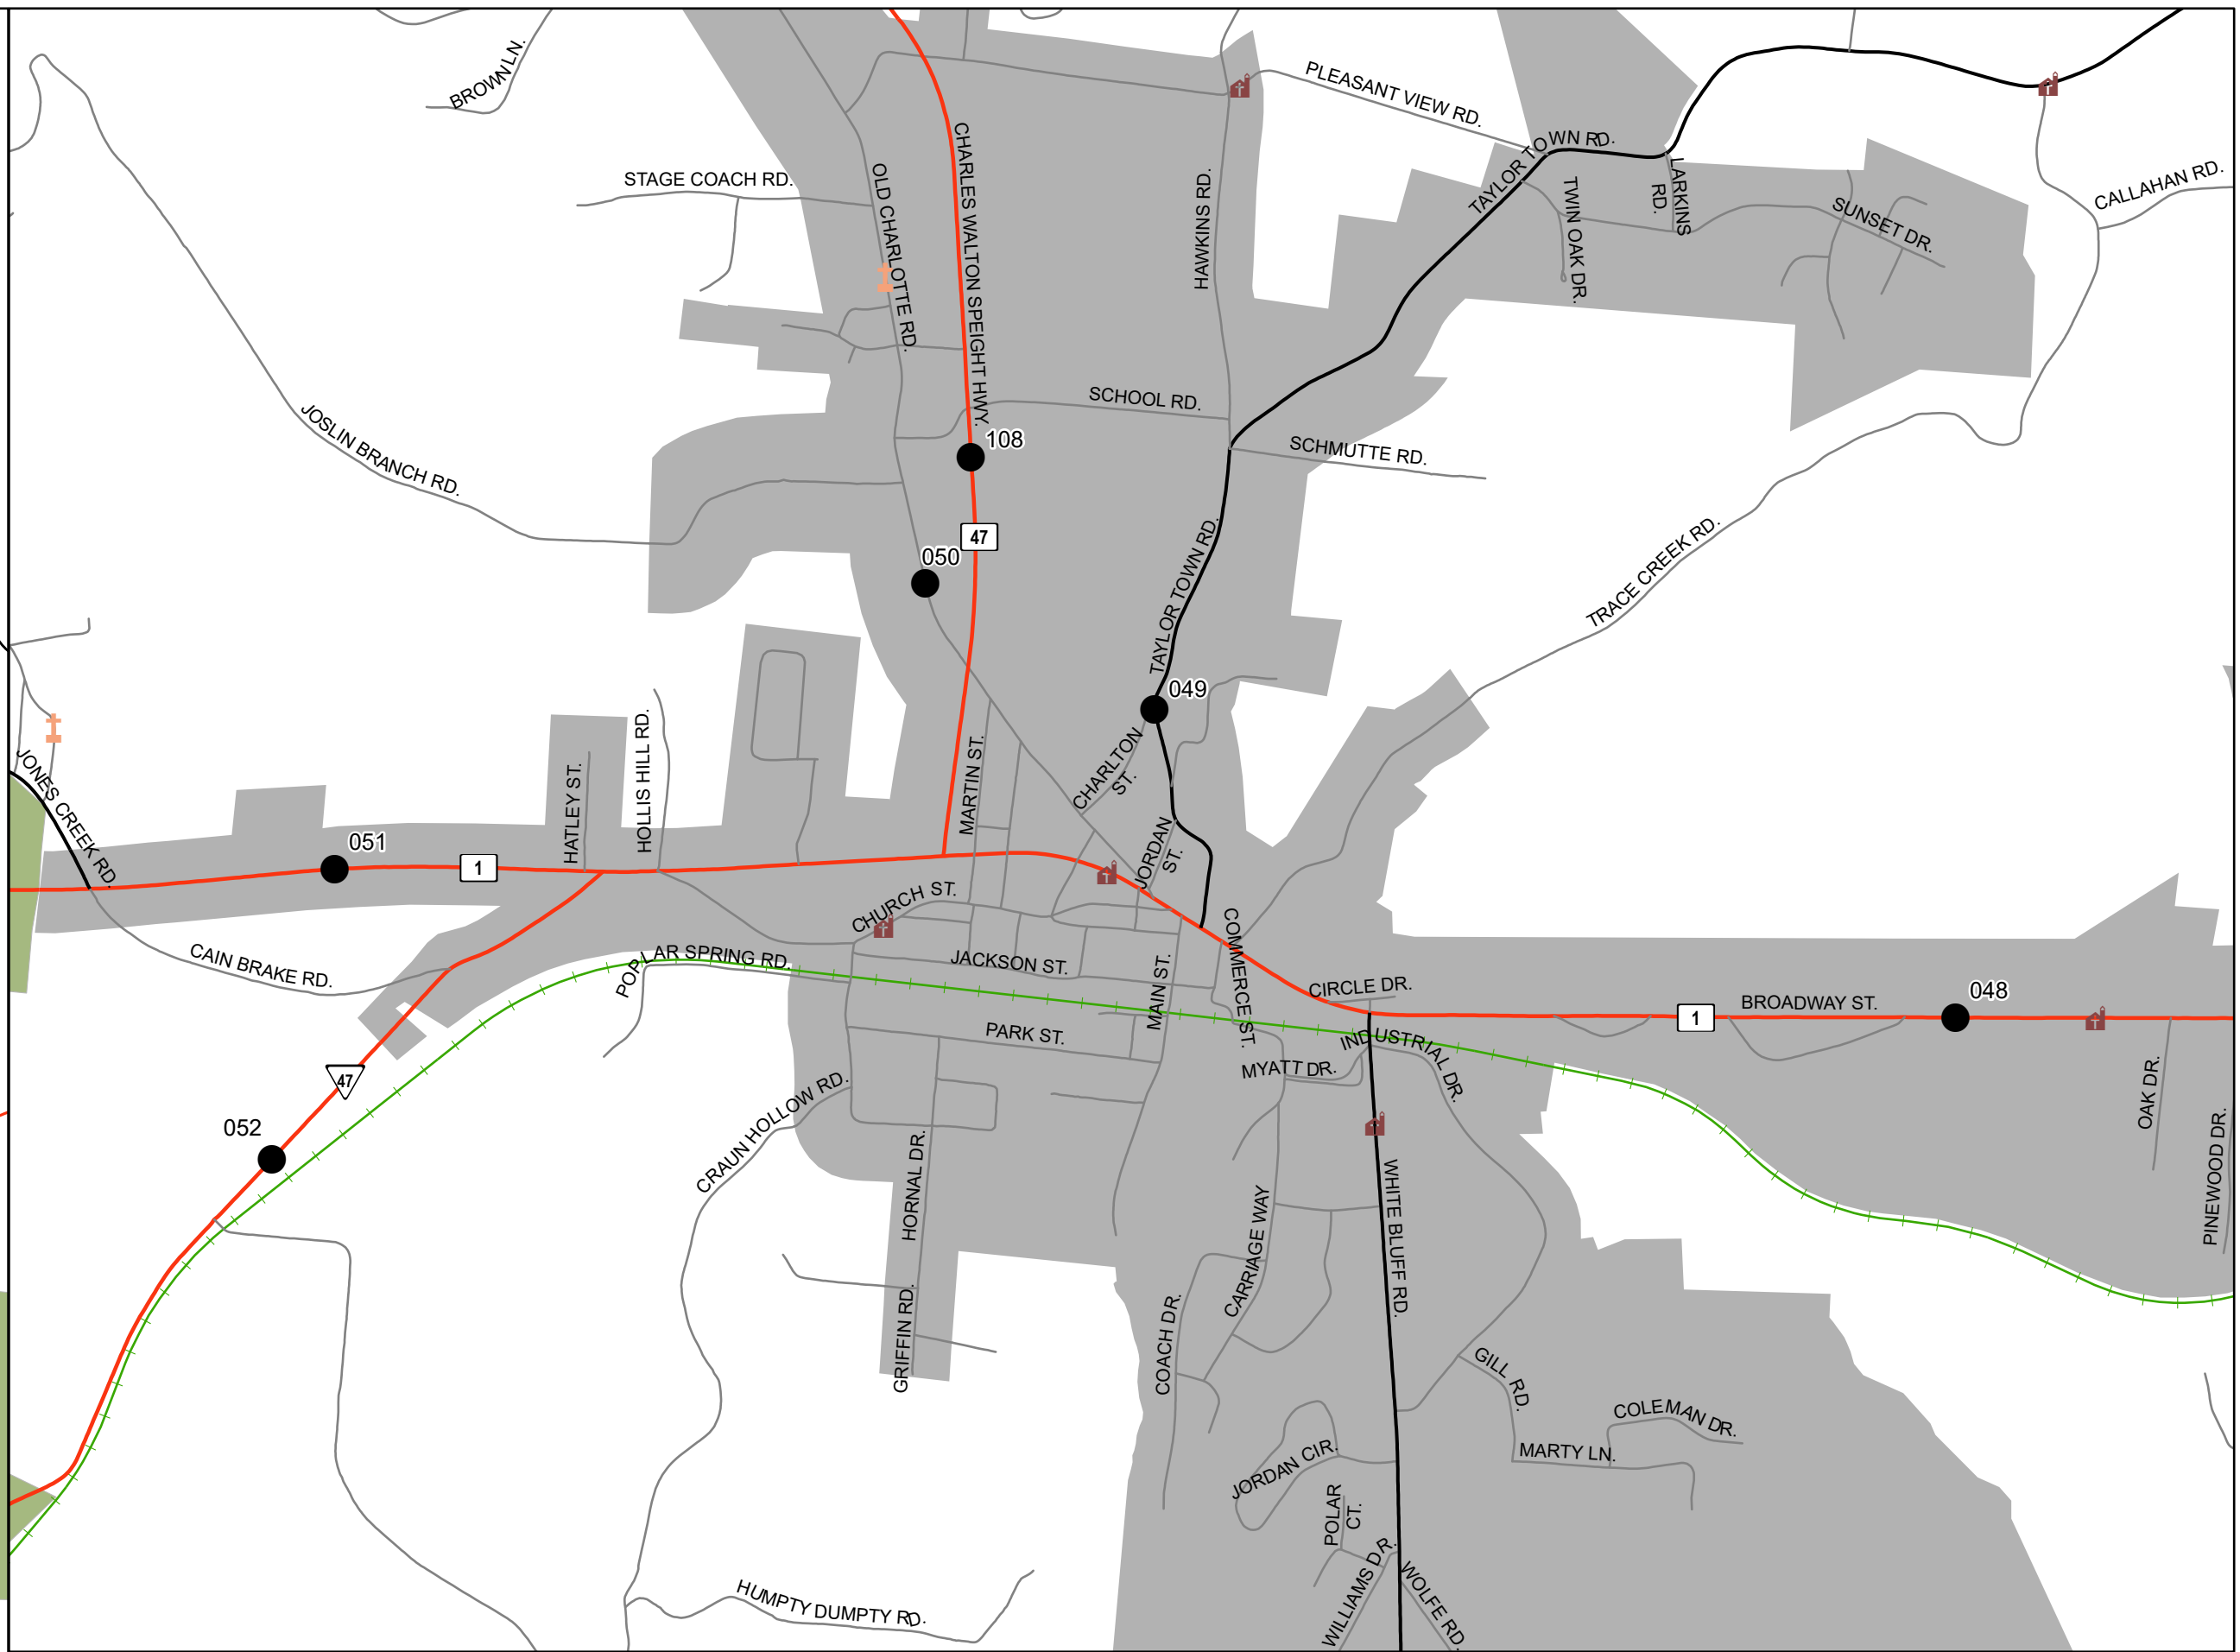 BROWN LN.
PLEASANT VIEW RD.
TAYLOR TOWN RD.
STAGE COACH RD.
OLD CHARLOTTE RD.
CHARLES WALTON SPEIGHT HWY.
HAWKINS RD.
TWIN OAK DR.
LARKINS
RD.
SUNSET DR.
CALLAHAN RD.
JOSLIN BRANCH RD.
SCHOOL RD.
108
SCHMUTTE RD.
47
050
TAYLOR TOWN RD.
TRACE CREEK RD.
049
JONES CREEK RD.
HATLEY ST.
HOLLIS HILL RD.
MARTIN ST.
CHARLTON
ST.
JORDAN
ST.
051
1
CHURCH ST.
COMMERCE ST.
CAIN BRAKE RD.
POPLAR SPRING RD.
JACKSON ST.
MAIN ST.
CIRCLE DR.
BROADWAY ST.
1
048
PARK ST.
INDUSTRIAL DR.
MYATT DR.
47
052
CRAUN HOLLOW RD.
HORNAL DR.
OAK DR.
PINEWOOD DR.
CARRIAGE WAY
WHITE BLUFF RD.
GRIFFIN RD.
COACH DR.
GILL RD.
COLEMAN DR.
MARTY LN.
JORDAN CIR.
POLAR
CT.
WILLIAMS DR.
WOLFE RD.
HUMPTY DUMPTY RD.